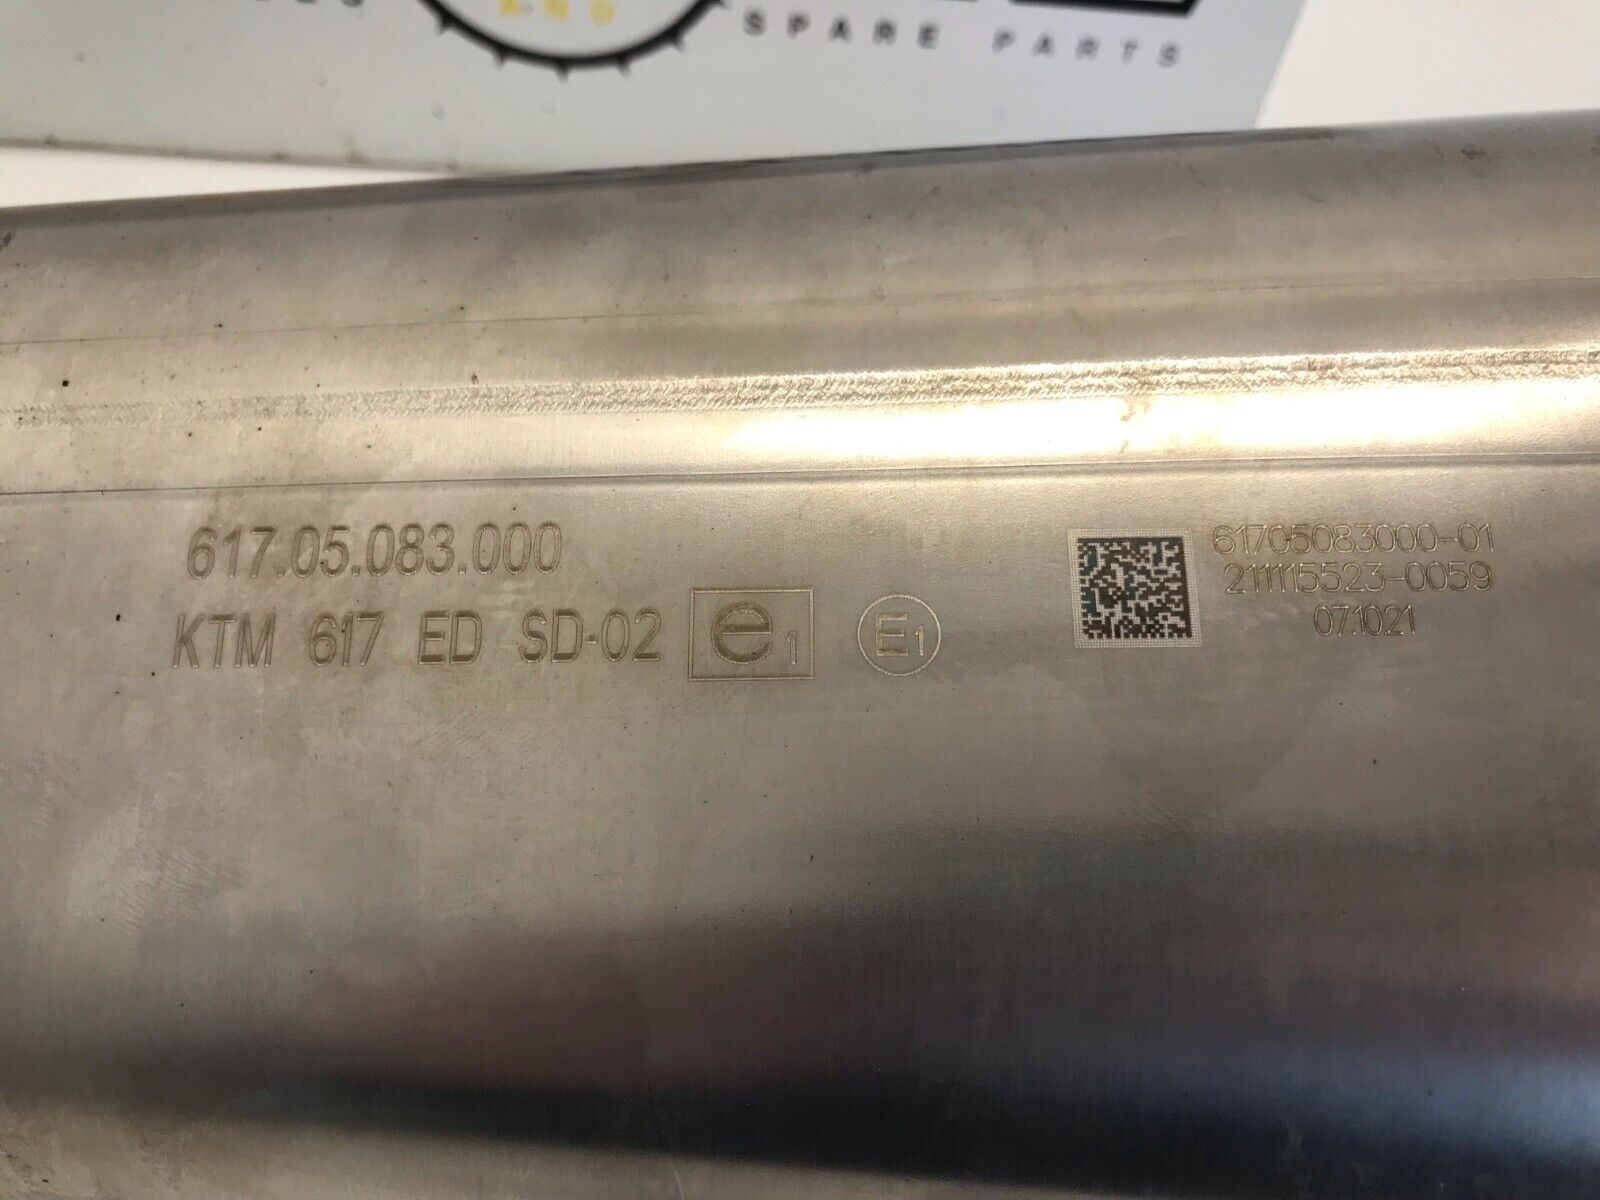 AND
SPARE PARTS
617.05.083.000
KTM 617 ED SD-02 e1 E1
61705083000-01
211115523-0059
07.1021